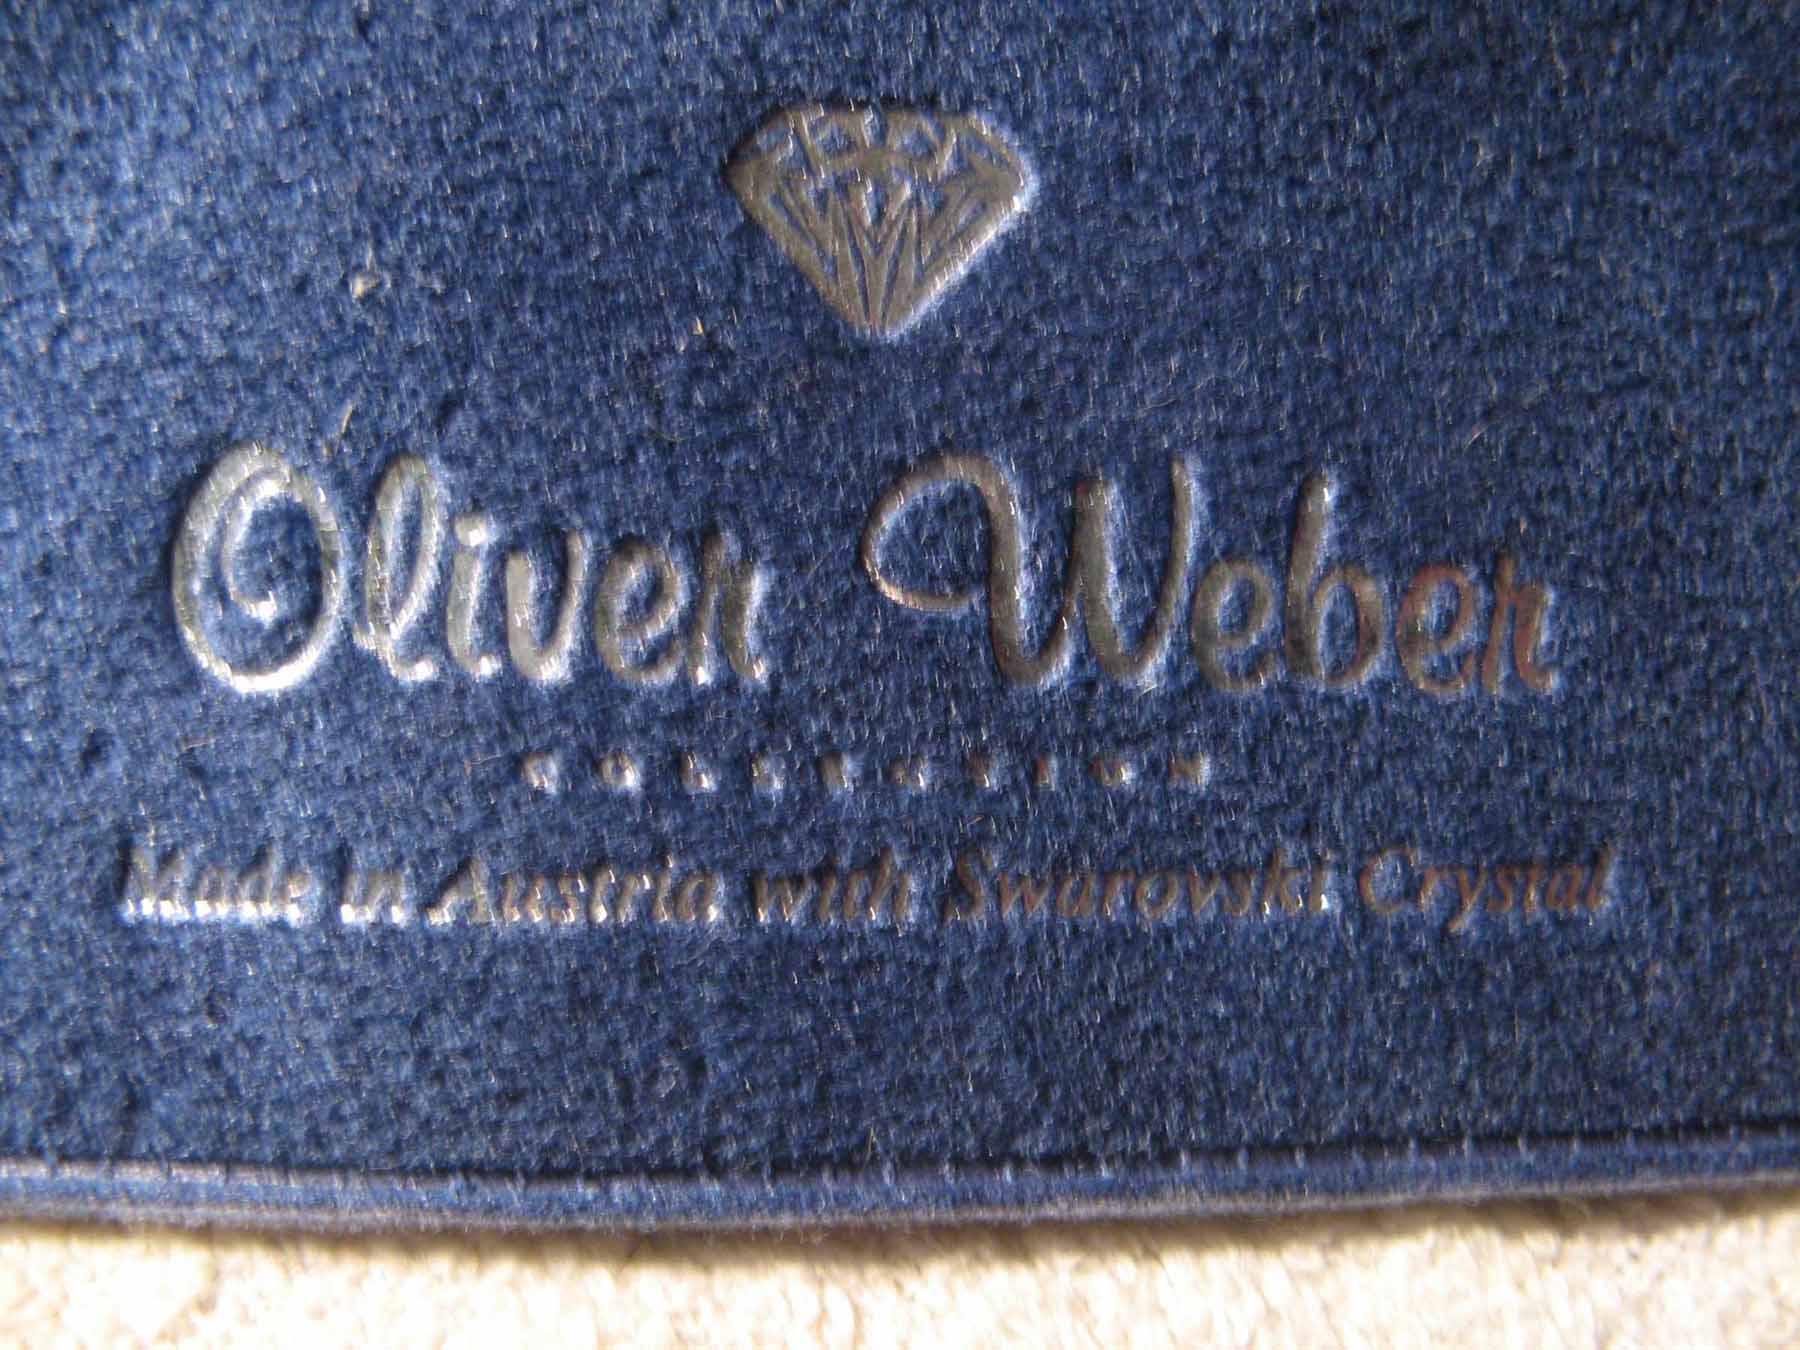 Oliver Weber
COLLECTION
Made in Austria with Swarovski Crystal